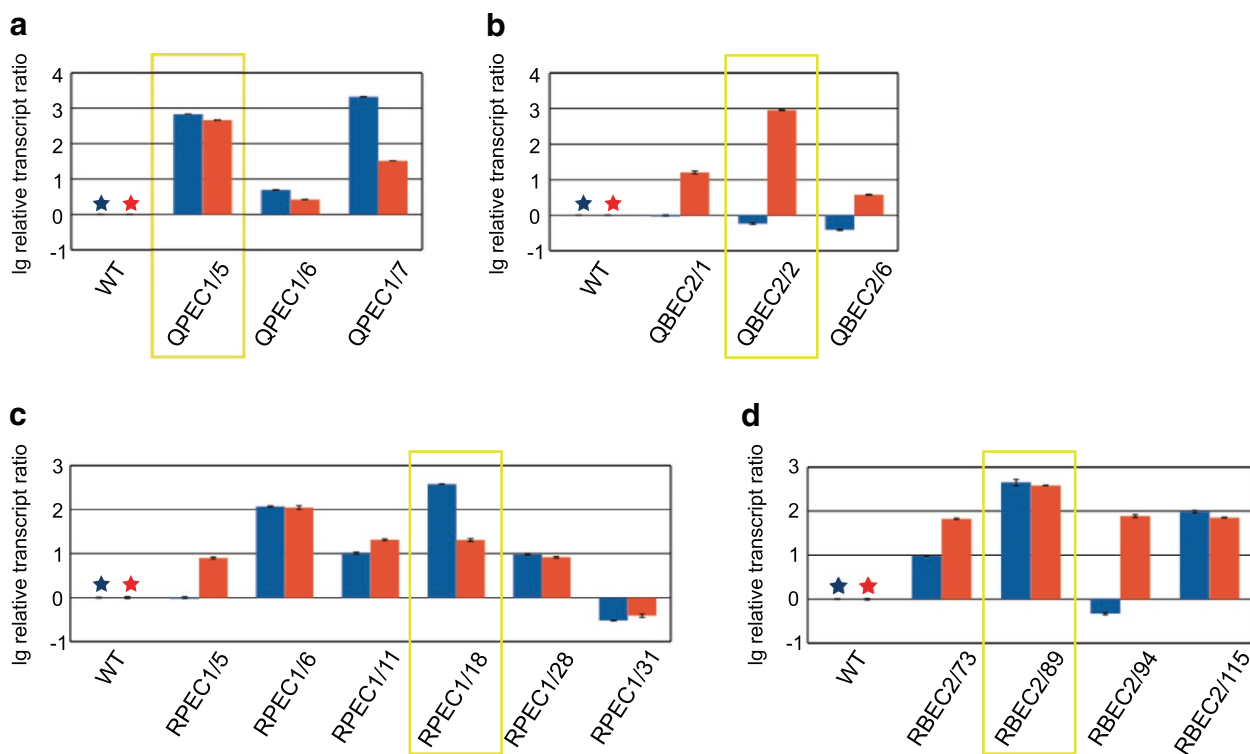 a
lg relative transcript ratio
4
3
2
1
0
-1
WT
QPEC1/5
QPEC1/6
QPEC1/7
b
lg relative transcript ratio
4
3
2
1
0
-1
WT
QBEC2/1
QBEC2/2
QBEC2/6
c
lg relative transcript ratio
3
2
1
0
-1
WT
RPEC1/5
RPEC1/6
RPEC1/11
RPEC1/18
RPEC1/28
RPEC1/31
d
lg relative transcript ratio
3
2
1
0
-1
WT
RBEC2/73
RBEC2/89
RBEC2/94
RBEC2/115